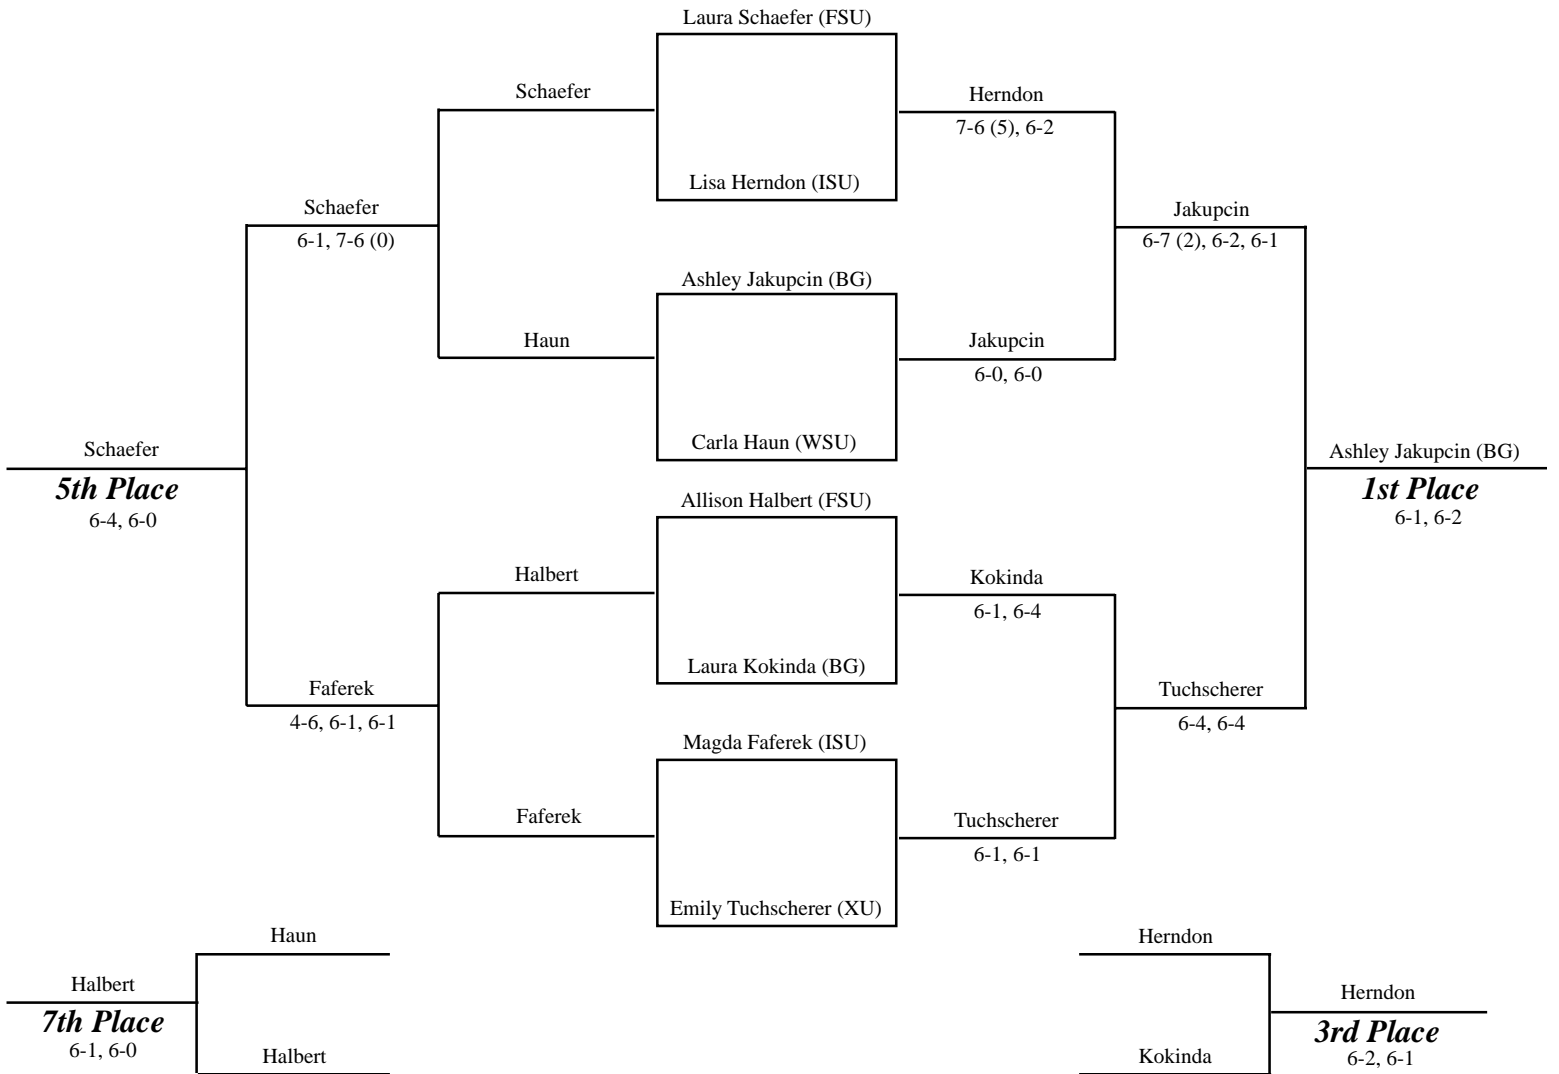 Laura Schaefer (FSU)
Schaefer
Herndon
7-6 (5), 6-2
Lisa Herndon (ISU)
Schaefer
6-1, 7-6 (0)
Jakupcin
6-7 (2), 6-2, 6-1
Ashley Jakupcin (BG)
Haun
Jakupcin
6-0, 6-0
Carla Haun (WSU)
Schaefer
5th Place
6-4, 6-0
Ashley Jakupcin (BG)
1st Place
6-1, 6-2
Allison Halbert (FSU)
Halbert
Kokinda
6-1, 6-4
Laura Kokinda (BG)
Faferek
4-6, 6-1, 6-1
Tuchscherer
6-4, 6-4
Magda Faferek (ISU)
Faferek
Tuchscherer
6-1, 6-1
Emily Tuchscherer (XU)
Haun
Halbert
7th Place
6-1, 6-0
Halbert
Herndon
Herndon
3rd Place
6-2, 6-1
Kokinda